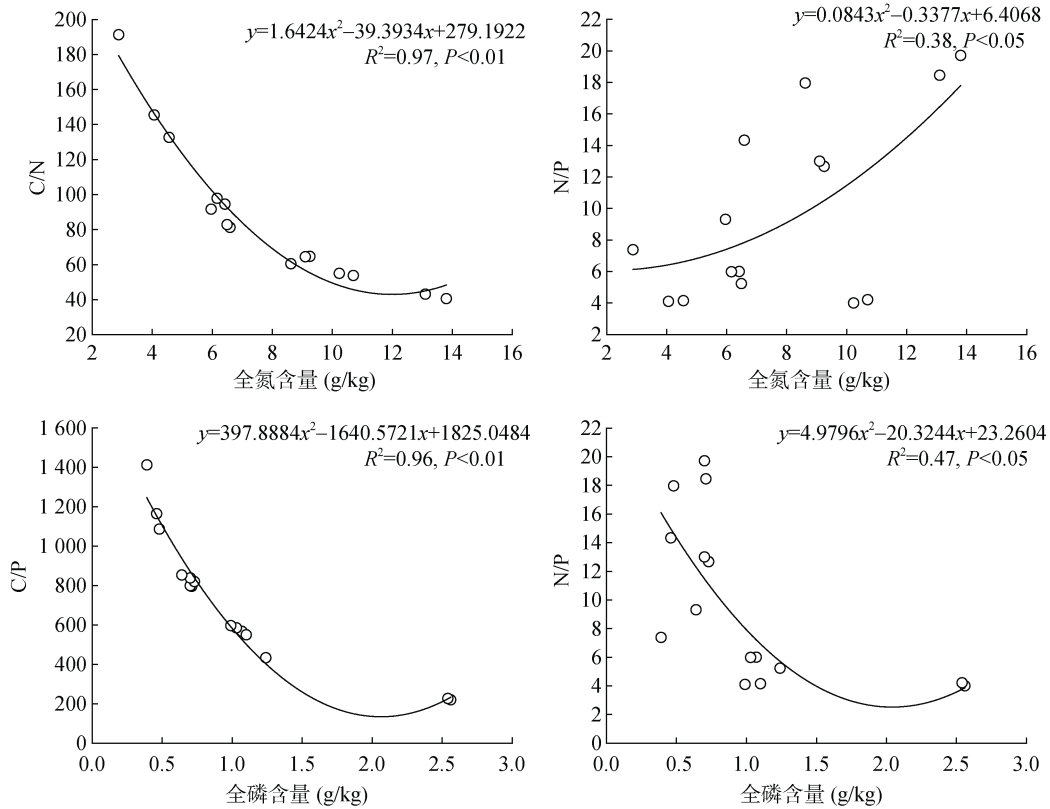 y=1.6424x²–39.3934x+279.1922
R²=0.97, P<0.01
C/N
200
180
160
140
120
100
80
60
40
20
2 4 6 8 10 12 14 16
全氮含量 (g/kg)
y=0.0843x²–0.3377x+6.4068
R²=0.38, P<0.05
N/P
22
20
18
16
14
12
10
8
6
4
2
2 4 6 8 10 12 14 16
全氮含量 (g/kg)
y=397.8884x²–1640.5721x+1825.0484
R²=0.96, P<0.01
C/P
1 600
1 400
1 200
1 000
800
600
400
200
0
0.0 0.5 1.0 1.5 2.0 2.5 3.0
全磷含量 (g/kg)
y=4.9796x²–20.3244x+23.2604
R²=0.47, P<0.05
N/P
22
20
18
16
14
12
10
8
6
4
2
0
0.0 0.5 1.0 1.5 2.0 2.5 3.0
全磷含量 (g/kg)